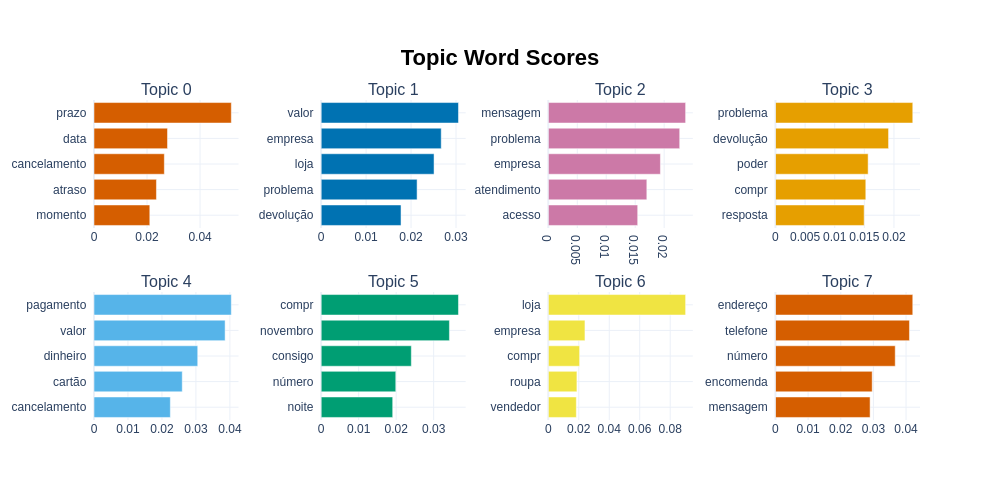 Topic Word Scores
Topic 0
prazo
data
cancelamento
atraso
momento
0 0.02 0.04
Topic 1
valor
empresa
loja
problema
devolução
0 0.01 0.02 0.03
Topic 2
mensagem
problema
empresa
atendimento
acesso
0 0.005 0.01 0.015 0.02
Topic 3
problema
devolução
poder
compr
resposta
0 0.005 0.01 0.015 0.02
Topic 4
pagamento
valor
dinheiro
cartão
cancelamento
0 0.01 0.02 0.03 0.04
Topic 5
compr
novembro
consigo
número
noite
0 0.01 0.02 0.03
Topic 6
loja
empresa
compr
roupa
vendedor
0 0.02 0.04 0.06 0.08
Topic 7
endereço
telefone
número
encomenda
mensagem
0 0.01 0.02 0.03 0.04